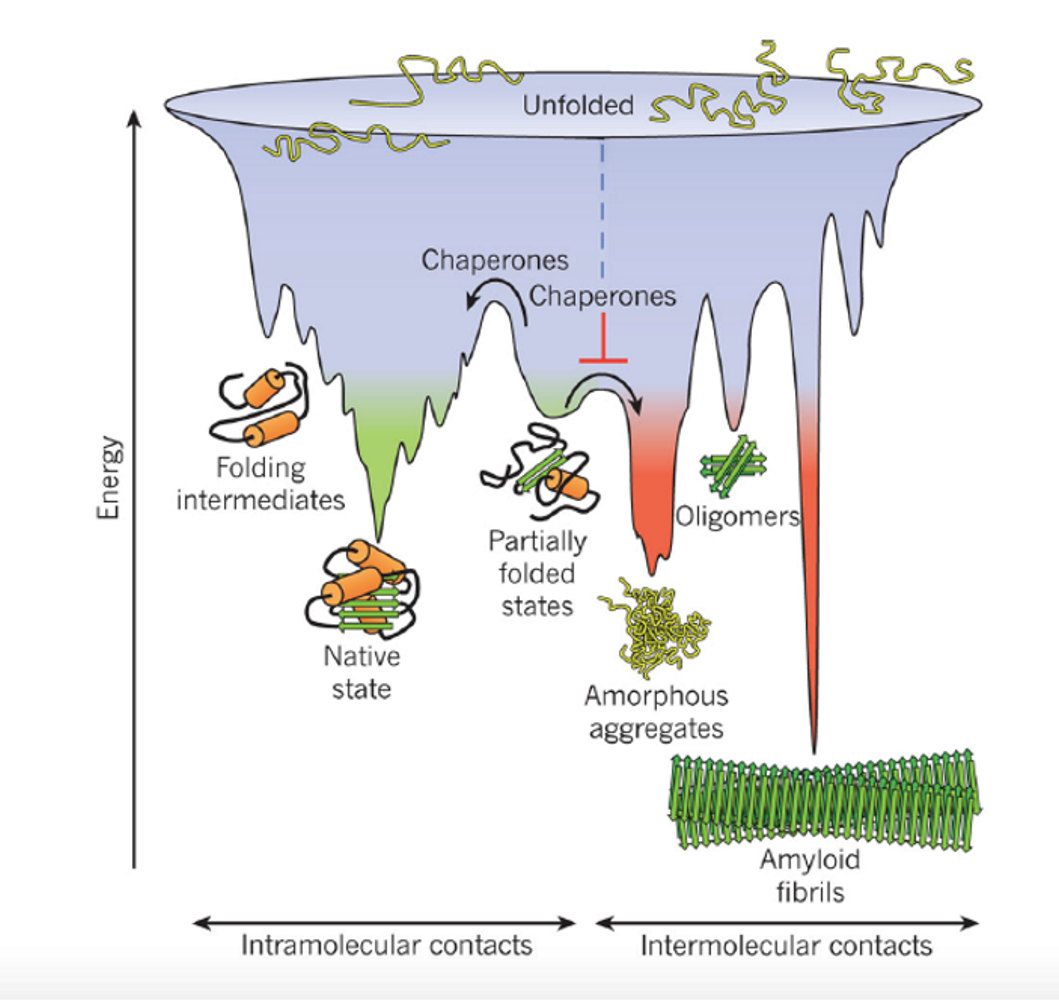 Unfolded
Chaperones
Chaperones
Energy
Folding
intermediates
Native
state
Partially
folded
states
Oligomers
Amorphous
aggregates
Amyloid
fibrils
Intramolecular contacts
Intermolecular contacts